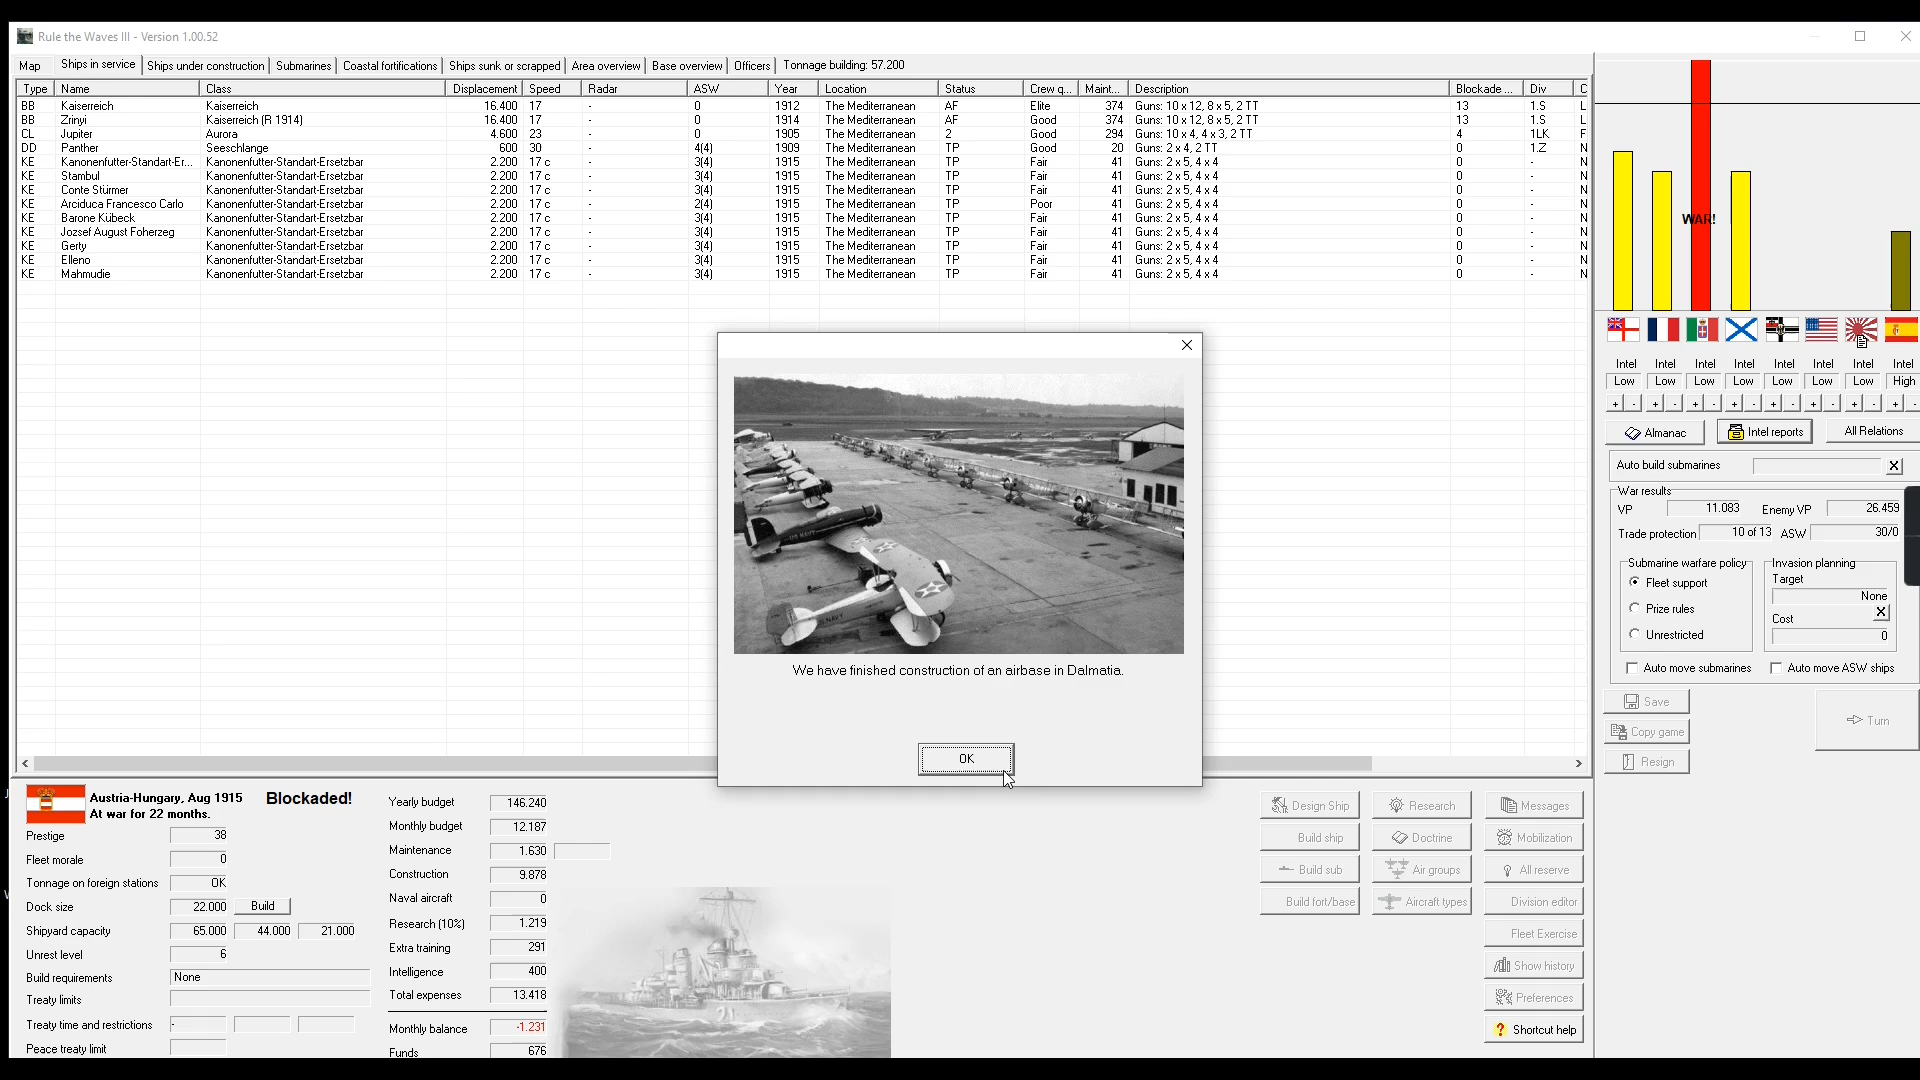 Rule the Waves III - Version 1.00.52
Map Ships in service Ships under construction Submarines Coastal fortifications Ships sunk or scrapped Area overview Base overview Officers Tonnage building: 57.200
Type Name Class Displacement Speed Radar ASW Year Location Status Crew q... Maint... Description Blockade ... Div C
BB Kaiserreich Kaiserreich 16.400 17 - 0 1912 The Mediterranean AF Elite 374 Guns: 10 x 12, 8 x 5, 2 TT 13 1.S L
BB Zrinyi Kaiserreich (R 1914) 16.400 17 - 0 1914 The Mediterranean AF Good 374 Guns: 10 x 12, 8 x 5, 2 TT 13 1.S L
CL Jupiter Aurora 4.600 23 - 0 1905 The Mediterranean 2 Good 294 Guns: 10 x 4, 4 x 3, 2 TT 4 1LK F
DD Panther Seeschlange 600 30 - 4(4) 1909 The Mediterranean TP Good 20 Guns: 2 x 4, 2 TT 0 1.Z N
KE Kanonenfutter-Standart-Er... Kanonenfutter-Standart-Ersetzbar 2.200 17 c - 3(4) 1915 The Mediterranean TP Fair 41 Guns: 2 x 5, 4 x 4 0 - N
KE Stambul Kanonenfutter-Standart-Ersetzbar 2.200 17 c - 3(4) 1915 The Mediterranean TP Fair 41 Guns: 2 x 5, 4 x 4 0 - N
KE Conte Stürmer Kanonenfutter-Standart-Ersetzbar 2.200 17 c - 3(4) 1915 The Mediterranean TP Fair 41 Guns: 2 x 5, 4 x 4 0 - N
KE Arciduca Francesco Carlo Kanonenfutter-Standart-Ersetzbar 2.200 17 c - 2(4) 1915 The Mediterranean TP Poor 41 Guns: 2 x 5, 4 x 4 0 - N
KE Barone Kübeck Kanonenfutter-Standart-Ersetzbar 2.200 17 c - 3(4) 1915 The Mediterranean TP Fair 41 Guns: 2 x 5, 4 x 4 0 - N
KE Jozsef August Foherzeg Kanonenfutter-Standart-Ersetzbar 2.200 17 c - 3(4) 1915 The Mediterranean TP Fair 41 Guns: 2 x 5, 4 x 4 0 - N
KE Gerty Kanonenfutter-Standart-Ersetzbar 2.200 17 c - 3(4) 1915 The Mediterranean TP Fair 41 Guns: 2 x 5, 4 x 4 0 - N
KE Elleno Kanonenfutter-Standart-Ersetzbar 2.200 17 c - 3(4) 1915 The Mediterranean TP Fair 41 Guns: 2 x 5, 4 x 4 0 - N
KE Mahmudie Kanonenfutter-Standart-Ersetzbar 2.200 17 c - 3(4) 1915 The Mediterranean TP Fair 41 Guns: 2 x 5, 4 x 4 0 - N
U.S. NAVY
NAVY
We have finished construction of an airbase in Dalmatia.
OK
WAR!
Intel Intel Intel Intel Intel Intel Intel Intel
Low Low Low Low Low Low Low High
+ - + - + - + - + - + - + - + -
Almanac Intel reports All Relations
Auto build submarines X
War results
VP 11.083 Enemy VP 26.459
Trade protection 10 of 13 ASW 30/0
Submarine warfare policy
Fleet support
Prize rules
Unrestricted
Invasion planning
Target
None
Cost X
0
Auto move submarines Auto move ASW ships
Save
Copy game
Resign
Turn
Austria-Hungary, Aug 1915 Blockaded!
At war for 22 months.
Prestige 38
Fleet morale 0
Tonnage on foreign stations OK
Dock size 22.000 Build
Shipyard capacity 65.000 44.000 21.000
Unrest level 6
Build requirements None
Treaty limits
Treaty time and restrictions -
Peace treaty limit
Yearly budget 146.240
Monthly budget 12.187
Maintenance 1.630
Construction 9.878
Naval aircraft 0
Research (10%) 1.219
Extra training 291
Intelligence 400
Total expenses 13.418
Monthly balance -1.231
Funds 676
21
Design Ship Research Messages
Build ship Doctrine Mobilization
Build sub Air groups All reserve
Build fort/base Aircraft types Division editor
Fleet Exercise
Show history
Preferences
? Shortcut help